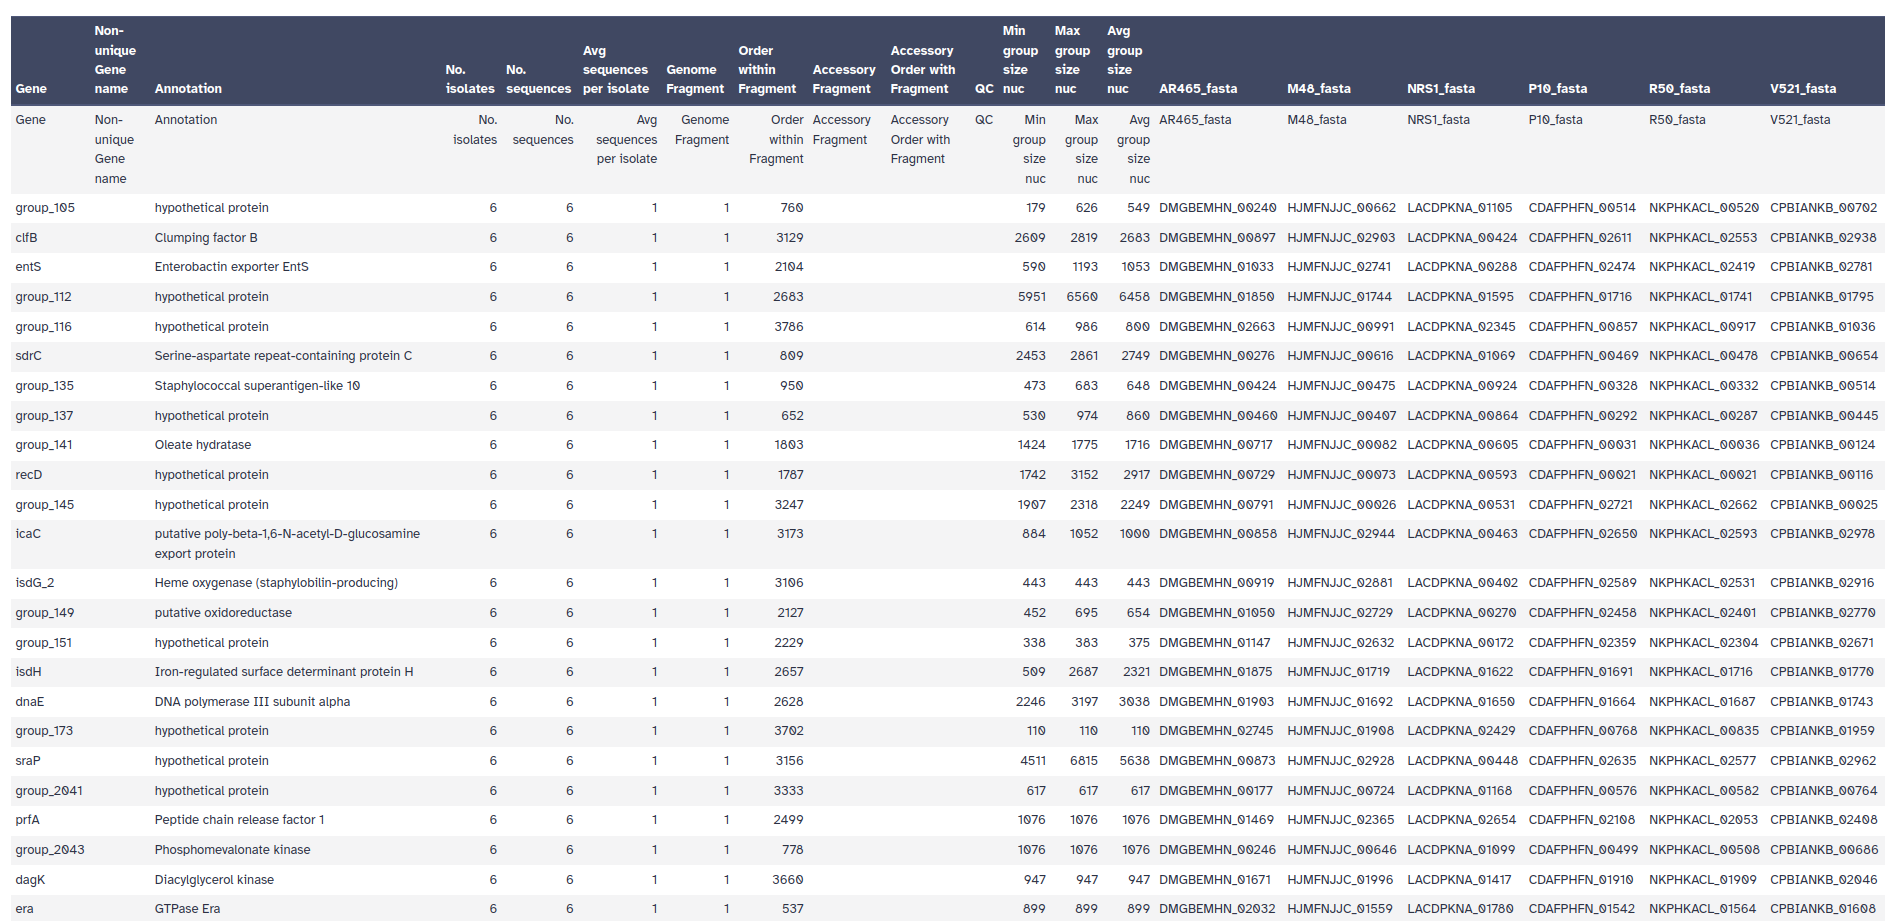 Gene Non-unique Gene name Annotation No. isolates No. sequences Avg sequences per isolate Genome Fragment Order within Fragment Accessory Fragment Accessory Order with Fragment QC Min group size nuc Max group size nuc Avg group size nuc AR465_fasta M48_fasta NRS1_fasta P10_fasta R50_fasta V521_fasta
Gene Non-unique Gene name Annotation No. isolates No. sequences Avg sequences per isolate Genome Fragment Order within Fragment Accessory Fragment Accessory Order with Fragment QC Min group size nuc Max group size nuc Avg group size nuc AR465_fasta M48_fasta NRS1_fasta P10_fasta R50_fasta V521_fasta
group_105 hypothetical protein 6 6 1 1 760 179 626 549 DMGBEMHN_00240 HJMFNJJC_00662 LACDPKNA_01105 CDAFPHFN_00514 NKPHKACL_00520 CPBIANKB_00702
clfB Clumping factor B 6 6 1 1 3129 2609 2819 2683 DMGBEMHN_00897 HJMFNJJC_02903 LACDPKNA_00424 CDAFPHFN_02611 NKPHKACL_02553 CPBIANKB_02938
entS Enterobactin exporter EntS 6 6 1 1 2104 590 1193 1053 DMGBEMHN_01033 HJMFNJJC_02741 LACDPKNA_00288 CDAFPHFN_02474 NKPHKACL_02419 CPBIANKB_02781
group_112 hypothetical protein 6 6 1 1 2683 5951 6560 6458 DMGBEMHN_01850 HJMFNJJC_01744 LACDPKNA_01595 CDAFPHFN_01716 NKPHKACL_01741 CPBIANKB_01795
group_116 hypothetical protein 6 6 1 1 3786 614 986 800 DMGBEMHN_02663 HJMFNJJC_00991 LACDPKNA_02345 CDAFPHFN_00857 NKPHKACL_00917 CPBIANKB_01036
sdrC Serine-aspartate repeat-containing protein C 6 6 1 1 809 2453 2861 2749 DMGBEMHN_00276 HJMFNJJC_00616 LACDPKNA_01069 CDAFPHFN_00469 NKPHKACL_00478 CPBIANKB_00654
group_135 Staphylococcal superantigen-like 10 6 6 1 1 950 473 683 648 DMGBEMHN_00424 HJMFNJJC_00475 LACDPKNA_00924 CDAFPHFN_00328 NKPHKACL_00332 CPBIANKB_00514
group_137 hypothetical protein 6 6 1 1 652 530 974 860 DMGBEMHN_00460 HJMFNJJC_00407 LACDPKNA_00864 CDAFPHFN_00292 NKPHKACL_00287 CPBIANKB_00445
group_141 Oleate hydratase 6 6 1 1 1803 1424 1775 1716 DMGBEMHN_00717 HJMFNJJC_00082 LACDPKNA_00605 CDAFPHFN_00031 NKPHKACL_00036 CPBIANKB_00124
recD hypothetical protein 6 6 1 1 1787 1742 3152 2917 DMGBEMHN_00729 HJMFNJJC_00073 LACDPKNA_00593 CDAFPHFN_00021 NKPHKACL_00021 CPBIANKB_00116
group_145 hypothetical protein 6 6 1 1 3247 1907 2318 2249 DMGBEMHN_00791 HJMFNJJC_00026 LACDPKNA_00531 CDAFPHFN_02721 NKPHKACL_02662 CPBIANKB_00025
icaC putative poly-beta-1,6-N-acetyl-D-glucosamine 6 6 1 1 3173 884 1052 1000 DMGBEMHN_00858 HJMFNJJC_02944 LACDPKNA_00463 CDAFPHFN_02650 NKPHKACL_02593 CPBIANKB_02978
export protein
isdG_2 Heme oxygenase (staphylobilin-producing) 6 6 1 1 3106 443 443 443 DMGBEMHN_00919 HJMFNJJC_02881 LACDPKNA_00402 CDAFPHFN_02589 NKPHKACL_02531 CPBIANKB_02916
group_149 putative oxidoreductase 6 6 1 1 2127 452 695 654 DMGBEMHN_01050 HJMFNJJC_02729 LACDPKNA_00270 CDAFPHFN_02458 NKPHKACL_02401 CPBIANKB_02770
group_151 hypothetical protein 6 6 1 1 2229 338 383 375 DMGBEMHN_01147 HJMFNJJC_02632 LACDPKNA_00172 CDAFPHFN_02359 NKPHKACL_02304 CPBIANKB_02671
isdH Iron-regulated surface determinant protein H 6 6 1 1 2657 509 2687 2321 DMGBEMHN_01875 HJMFNJJC_01719 LACDPKNA_01622 CDAFPHFN_01691 NKPHKACL_01716 CPBIANKB_01770
dnaE DNA polymerase III subunit alpha 6 6 1 1 2628 2246 3197 3038 DMGBEMHN_01903 HJMFNJJC_01692 LACDPKNA_01650 CDAFPHFN_01664 NKPHKACL_01687 CPBIANKB_01743
group_173 hypothetical protein 6 6 1 1 3702 110 110 110 DMGBEMHN_02745 HJMFNJJC_01908 LACDPKNA_02429 CDAFPHFN_00768 NKPHKACL_00835 CPBIANKB_01959
sraP hypothetical protein 6 6 1 1 3156 4511 6815 5638 DMGBEMHN_00873 HJMFNJJC_02928 LACDPKNA_00448 CDAFPHFN_02635 NKPHKACL_02577 CPBIANKB_02962
group_2041 hypothetical protein 6 6 1 1 3333 617 617 617 DMGBEMHN_00177 HJMFNJJC_00724 LACDPKNA_01168 CDAFPHFN_00576 NKPHKACL_00582 CPBIANKB_00764
prfA Peptide chain release factor 1 6 6 1 1 2499 1076 1076 1076 DMGBEMHN_01469 HJMFNJJC_02365 LACDPKNA_02654 CDAFPHFN_02108 NKPHKACL_02053 CPBIANKB_02408
group_2043 Phosphomevalonate kinase 6 6 1 1 778 1076 1076 1076 DMGBEMHN_00246 HJMFNJJC_00646 LACDPKNA_01099 CDAFPHFN_00499 NKPHKACL_00508 CPBIANKB_00686
dagK Diacylglycerol kinase 6 6 1 1 3660 947 947 947 DMGBEMHN_01671 HJMFNJJC_01996 LACDPKNA_01417 CDAFPHFN_01910 NKPHKACL_01909 CPBIANKB_02046
era GTPase Era 6 6 1 1 537 899 899 899 DMGBEMHN_02032 HJMFNJJC_01559 LACDPKNA_01780 CDAFPHFN_01542 NKPHKACL_01564 CPBIANKB_01608